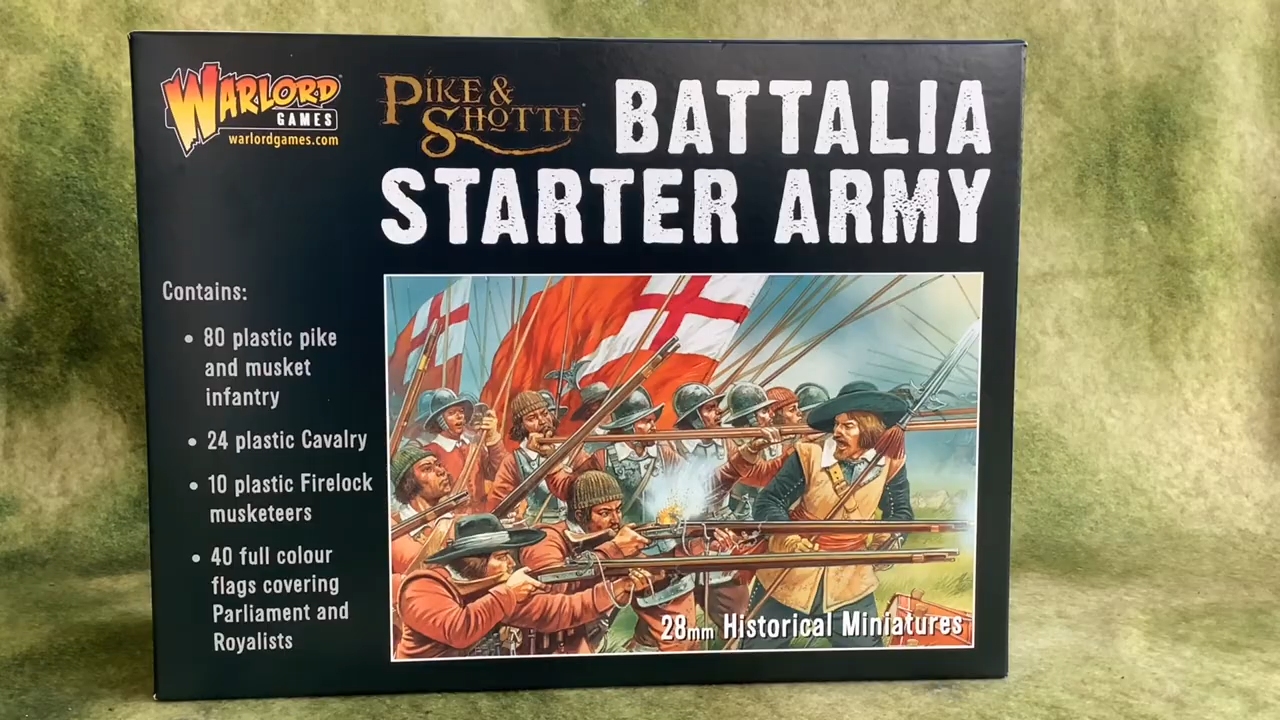 WARLORD
GAMES
warlordgames.com
PIKE &
SHOTTE
BATTALIA
STARTER ARMY
Contains:
• 80 plastic pike
and musket
infantry
• 24 plastic Cavalry
• 10 plastic Firelock
musketeers
• 40 full colour
flags covering
Parliament and
Royalists
28mm Historical Miniatures